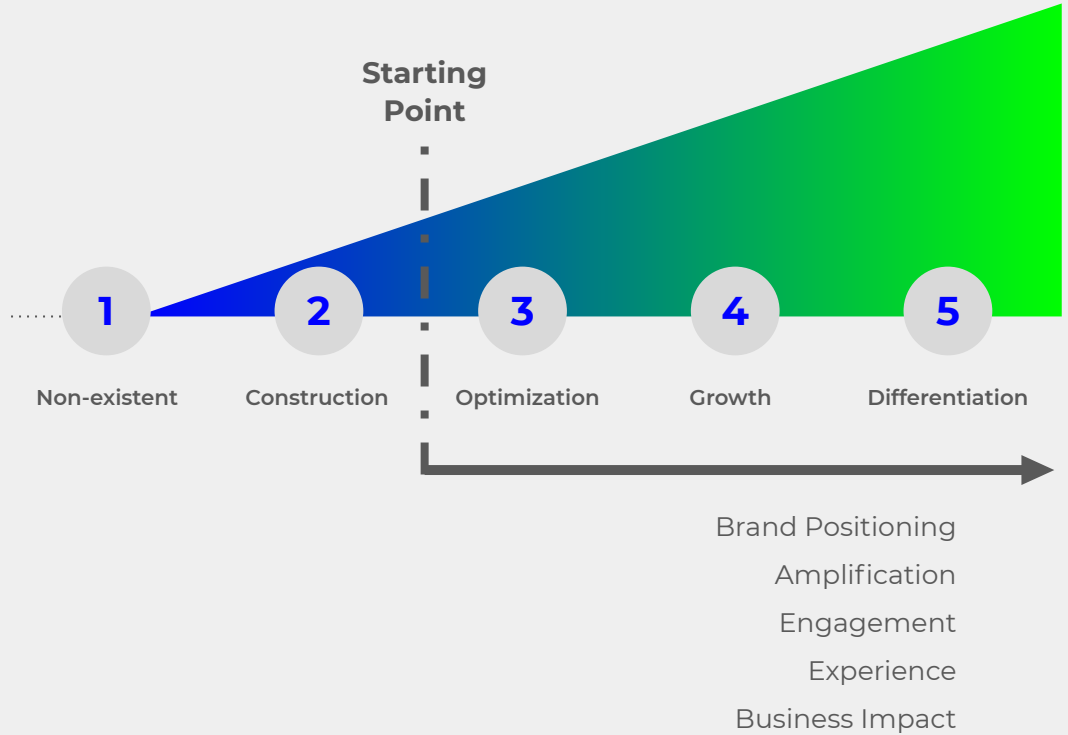 Starting
Point
1
2
3
4
5
Non-existent
Construction
Optimization
Growth
Differentiation
Brand Positioning
Amplification
Engagement
Experience
Business Impact